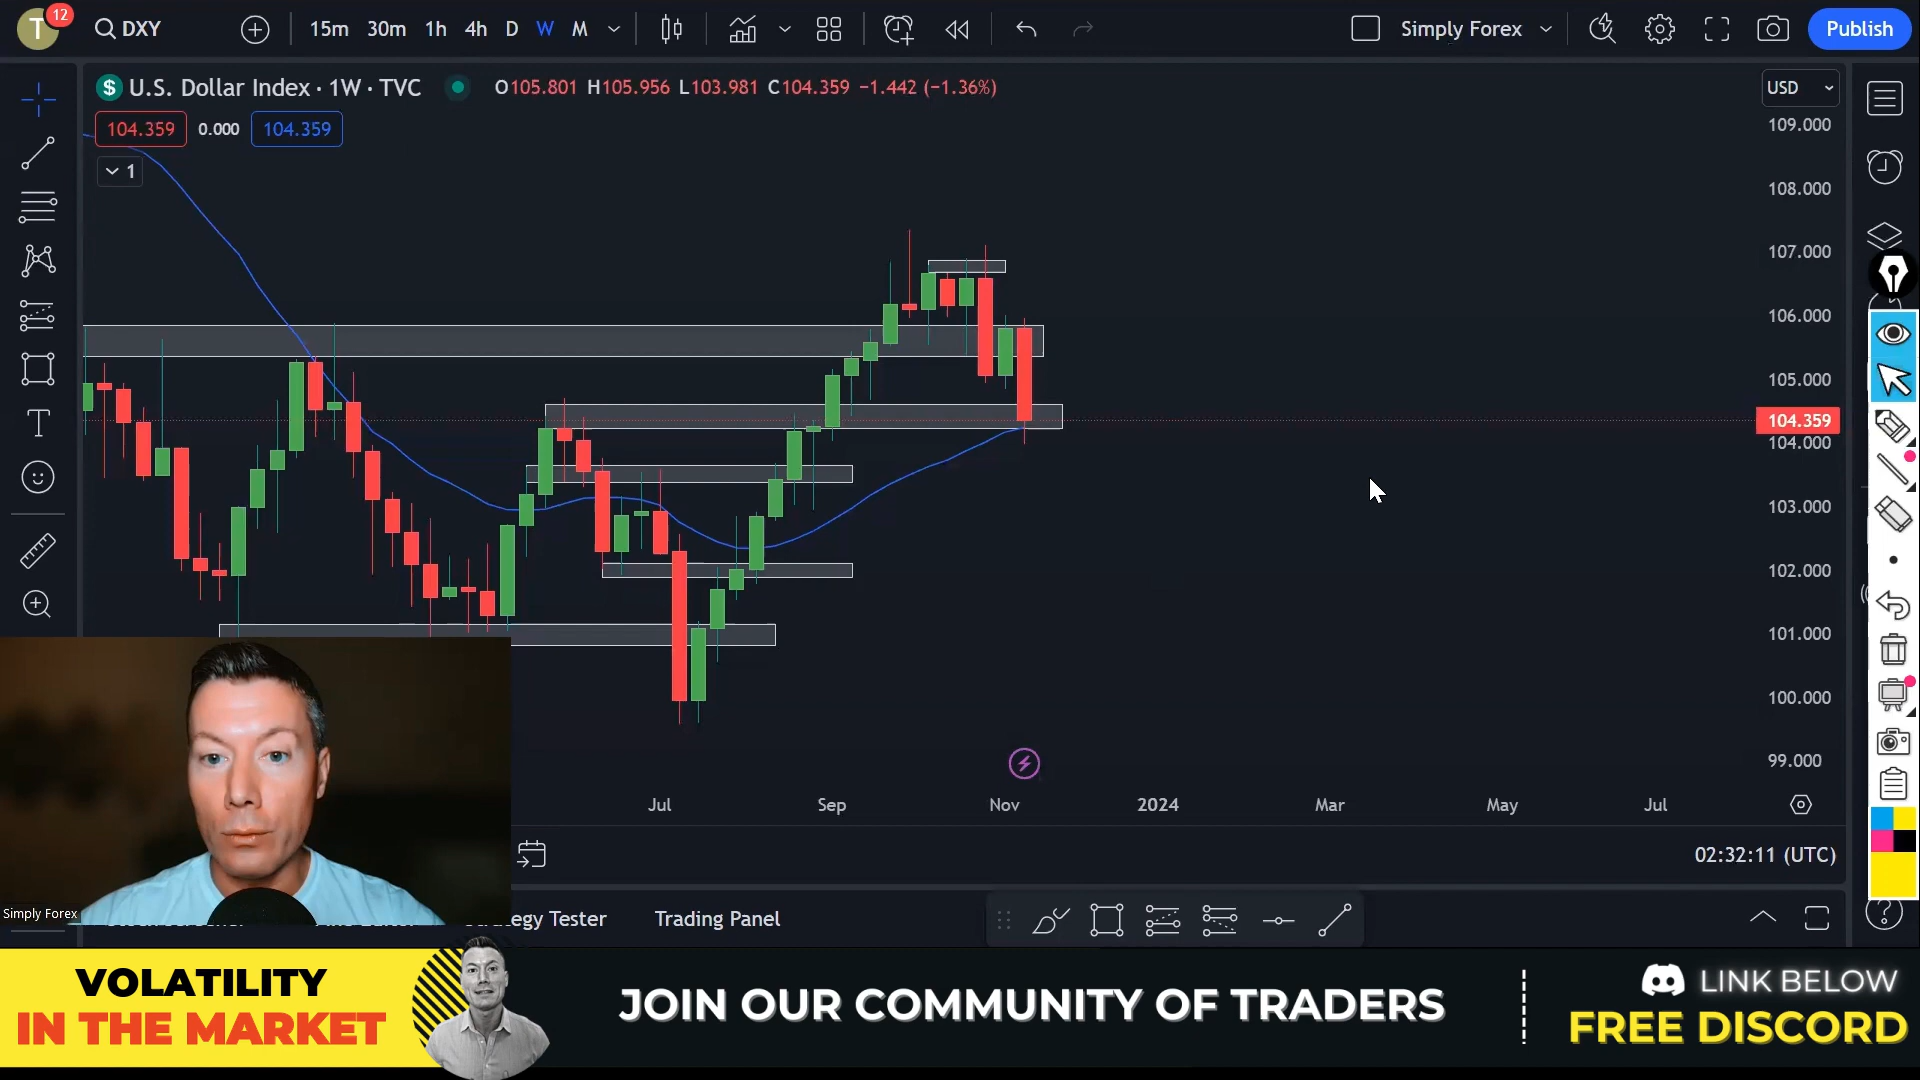 T
12
DXY
15m 30m 1h 4h D W M
Simply Forex
Publish
$ U.S. Dollar Index · 1W · TVC
O105.801 H105.956 L103.981 C104.359 −1.442 (−1.36%)
USD
104.359 0.000 104.359
1
109.000
108.000
107.000
106.000
105.000
104.359
104.000
103.000
102.000
101.000
100.000
99.000
Jul Sep Nov 2024 Mar May Jul
02:32:11 (UTC)
Simply Forex
Tester
Trading Panel
VOLATILITY
IN THE MARKET
JOIN OUR COMMUNITY OF TRADERS
LINK BELOW
FREE DISCORD